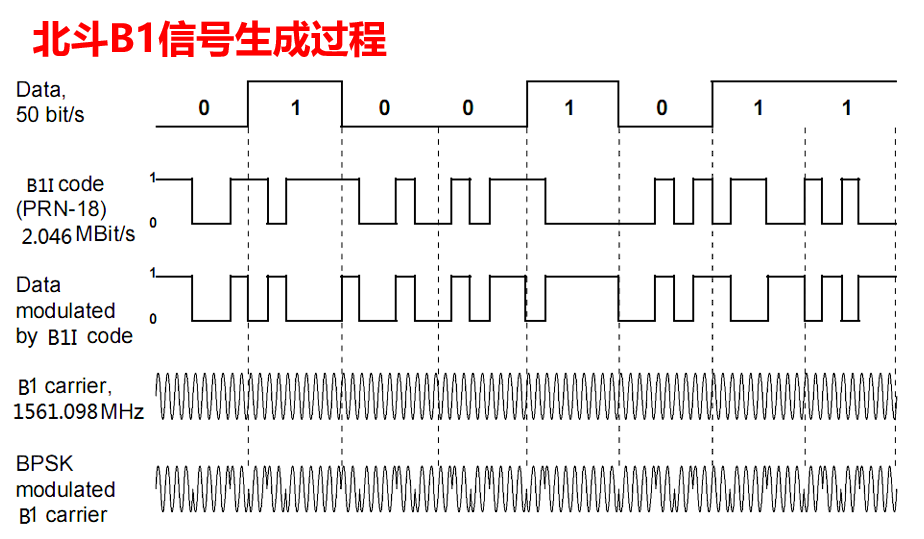 北斗B1信号生成过程
Data,
50 bit/s
0 1 0 0 1 0 1 1
B1I code
(PRN-18)
2.046 MBit/s
1
0
Data
modulated
by B1I code
1
0
B1 carrier,
1561.098MHz
BPSK
modulated
B1 carrier